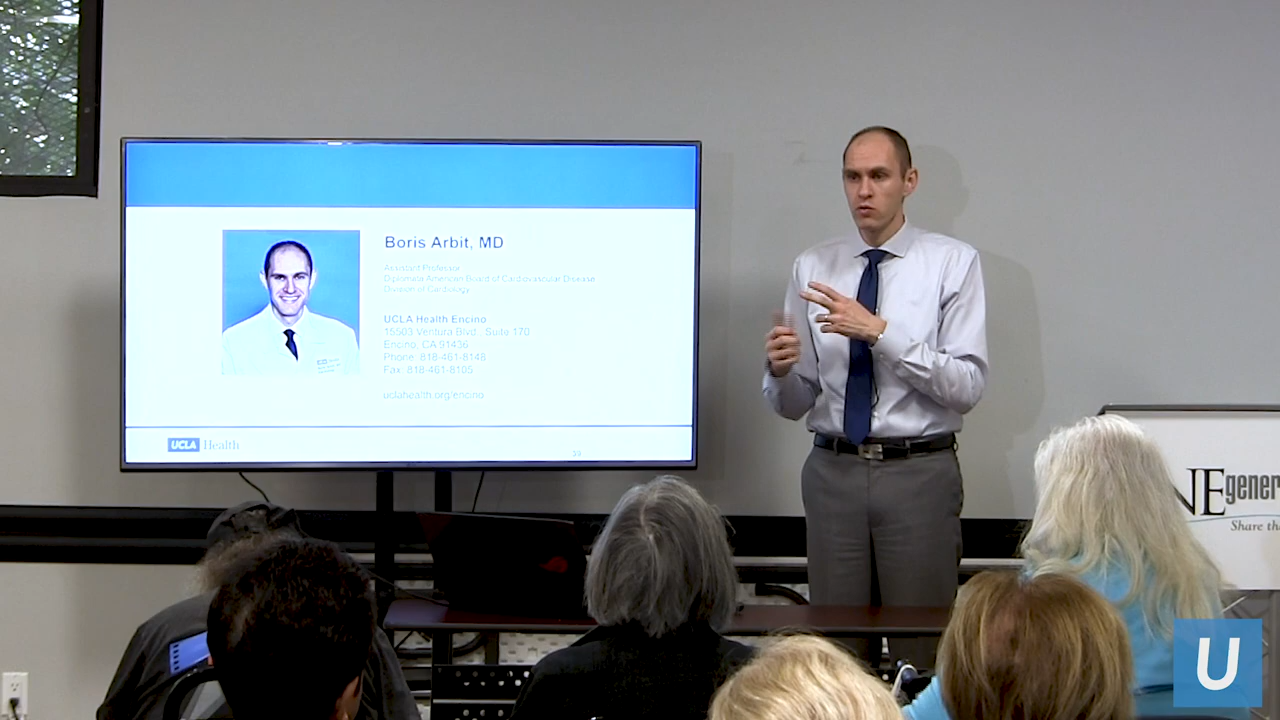 Boris Arbit, MD
Assistant Professor
Diplomate American Board of Cardiovascular Disease
Division of Cardiology
UCLA Health Encino
15503 Ventura Blvd., Suite 170
Encino, CA 91436
Phone: 818-461-8148
Fax: 818-461-8105
uclahealth.org/encino
UCLA Health
NEgener
Share th
U